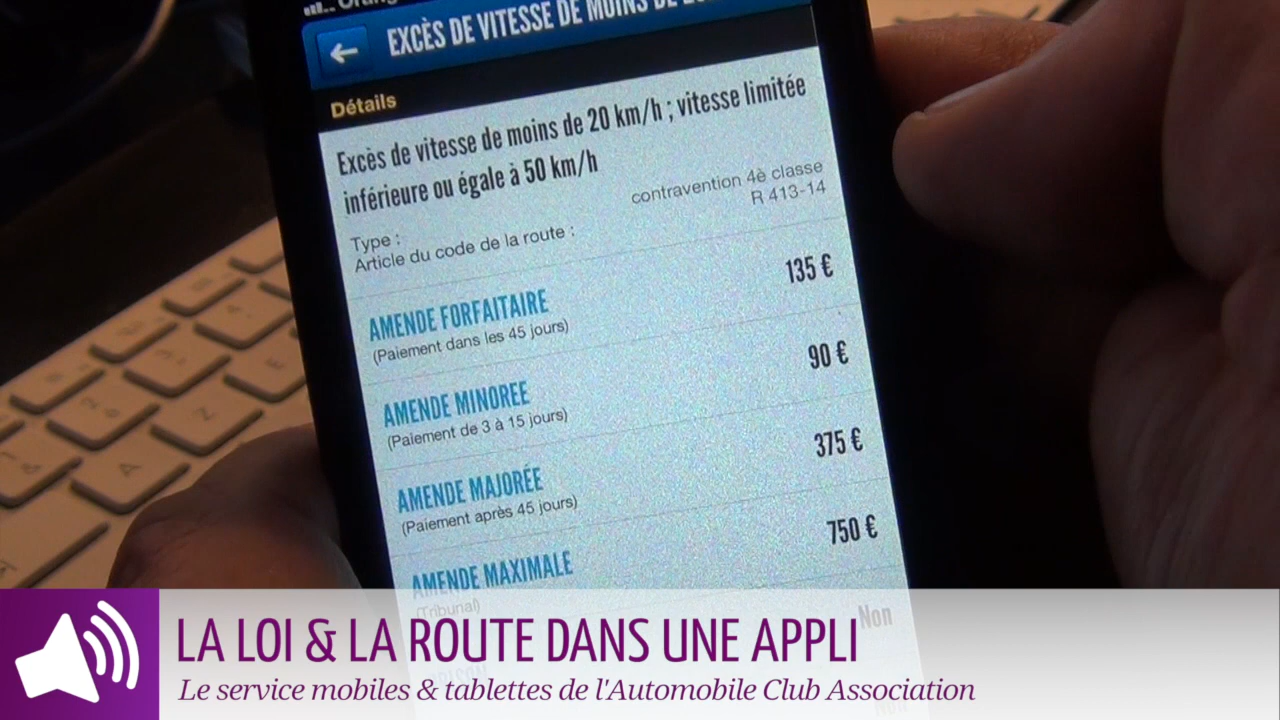 EXCÈS DE VITESSE DE MOINS DE
Détails
Excès de vitesse de moins de 20 km/h ; vitesse limitée
inférieure ou égale à 50 km/h
Type :
contravention 4è classe
Article du code de la route :
R 413-14
AMENDE FORFAITAIRE
135 €
(Paiement dans les 45 jours)
AMENDE MINOREE
90 €
(Paiement de 3 à 15 jours)
AMENDE MAJORÉE
375 €
(Paiement après 45 jours)
AMENDE MAXIMALE
750 €
(Tribunal)
Non
LA LOI & LA ROUTE DANS UNE APPLI
Le service mobiles & tablettes de l'Automobile Club Association
Non